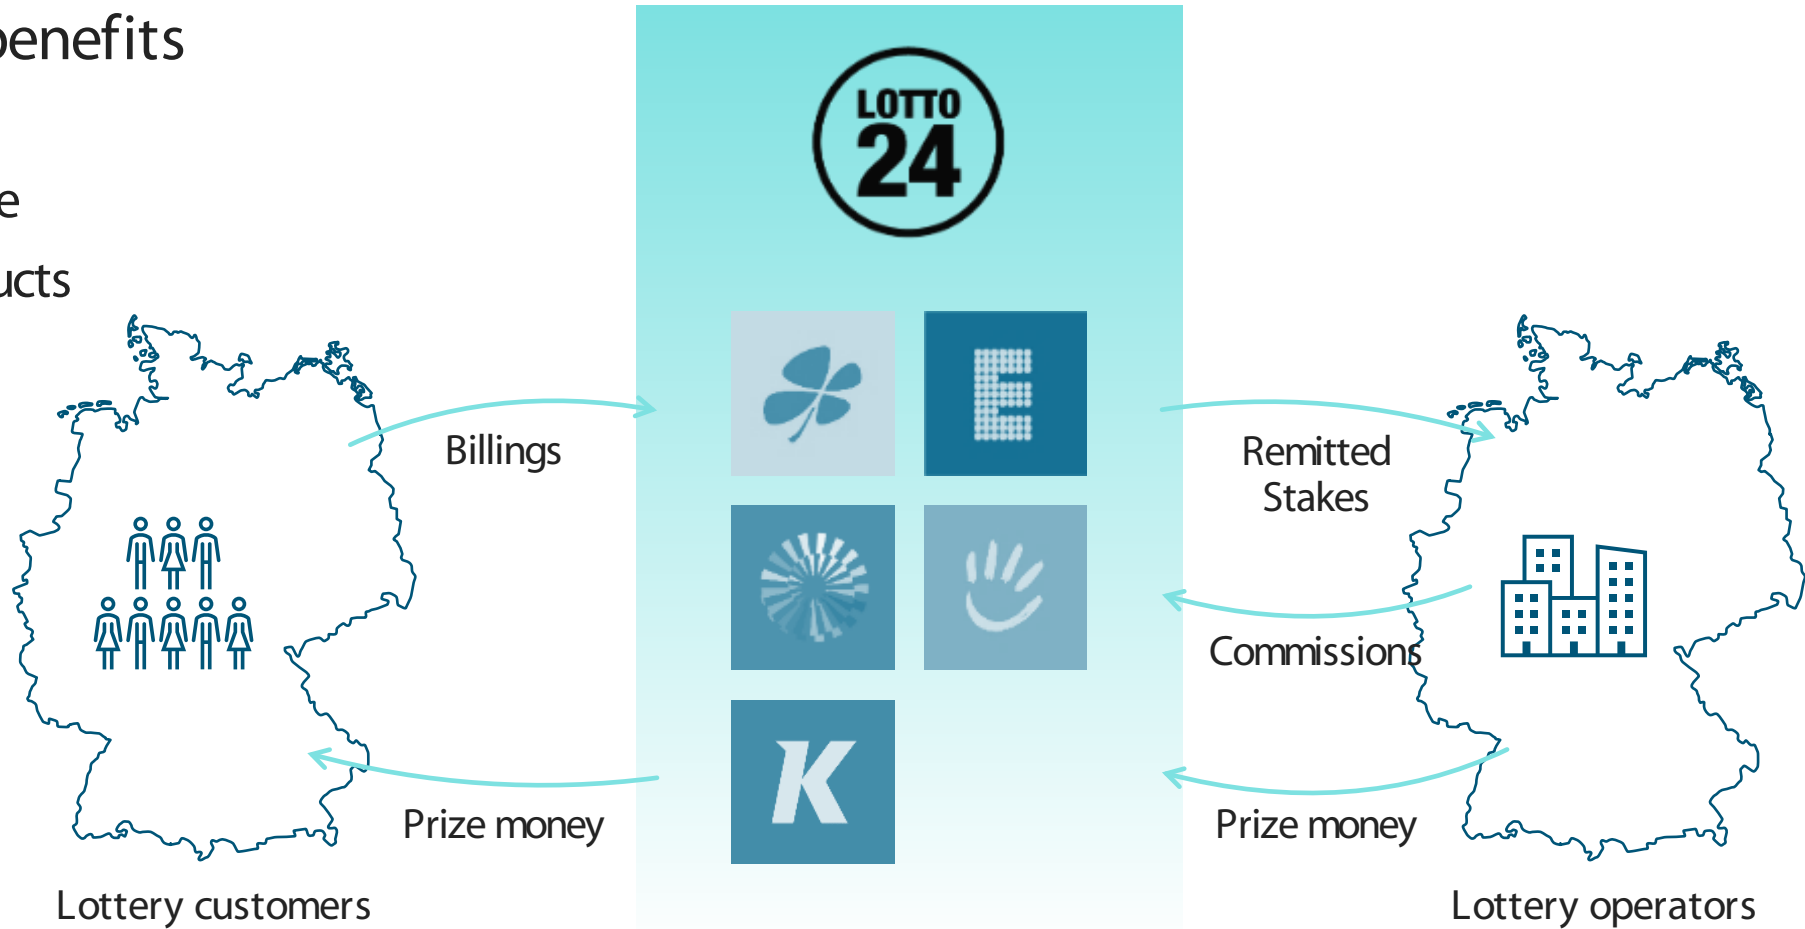 benefits
e
ucts
LOTTO
24
E
Billings
Remitted
Stakes
Commissions
K
Prize money
Prize money
Lottery customers
Lottery operators